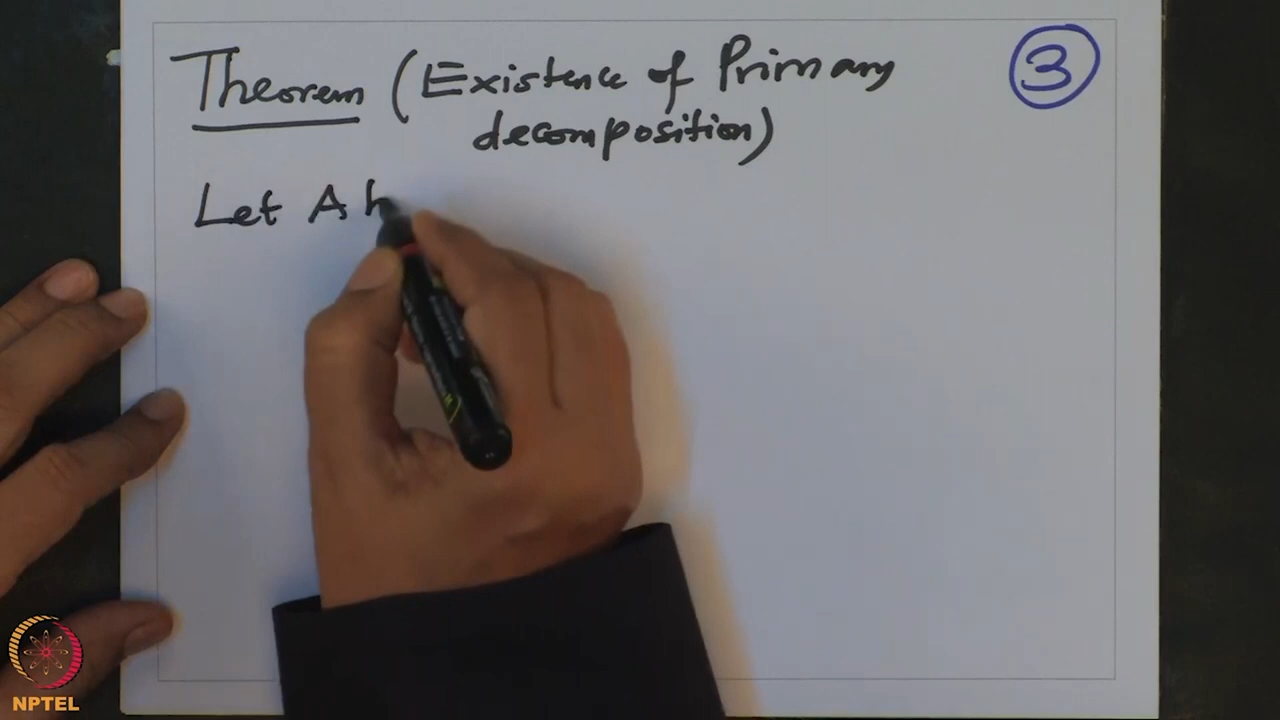 Theorem (Existence of Primary
decomposition)
3
Let A
NPTEL